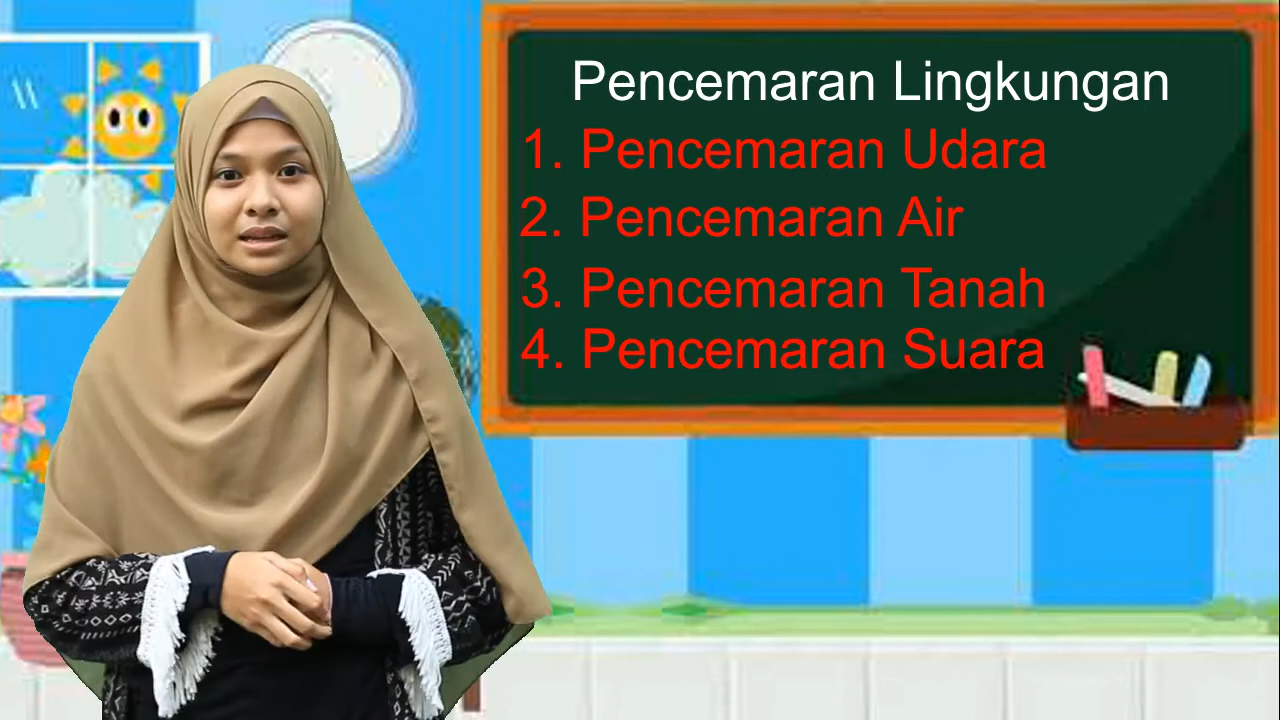 Pencemaran Lingkungan
1. Pencemaran Udara
2. Pencemaran Air
3. Pencemaran Tanah
4. Pencemaran Suara